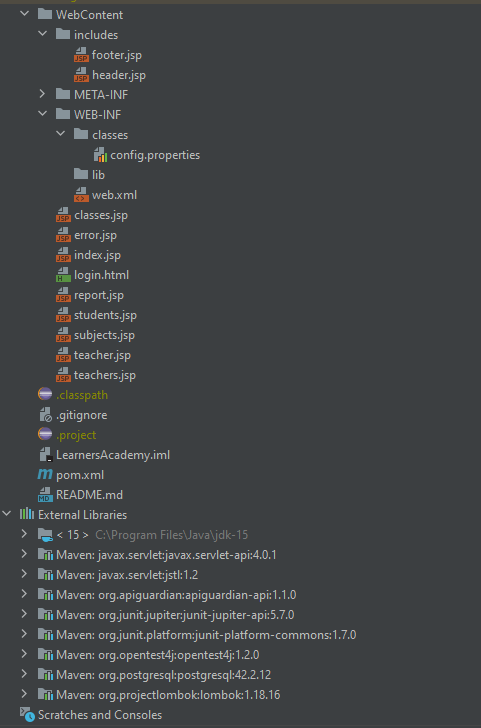 WebContent
includes
footer.jsp
header.jsp
META-INF
WEB-INF
classes
config.properties
lib
web.xml
classes.jsp
error.jsp
index.jsp
login.html
report.jsp
students.jsp
subjects.jsp
teacher.jsp
teachers.jsp
.classpath
.gitignore
.project
LearnersAcademy.iml
pom.xml
README.md
External Libraries
< 15 > C:\Program Files\Java\jdk-15
Maven: javax.servlet:javax.servlet-api:4.0.1
Maven: javax.servlet:jstl:1.2
Maven: org.apiguardian:apiguardian-api:1.1.0
Maven: org.junit.jupiter:junit-jupiter-api:5.7.0
Maven: org.junit.platform:junit-platform-commons:1.7.0
Maven: org.opentest4j:opentest4j:1.2.0
Maven: org.postgresql:postgresql:42.2.12
Maven: org.projectlombok:lombok:1.18.16
Scratches and Consoles